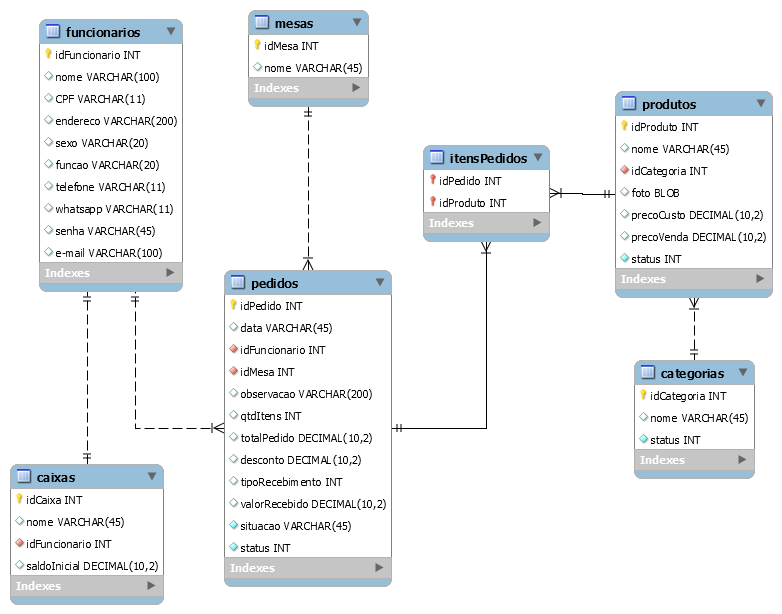 funcionarios
idFuncionario INT
nome VARCHAR(100)
CPF VARCHAR(11)
endereco VARCHAR(200)
sexo VARCHAR(20)
funcao VARCHAR(20)
telefone VARCHAR(11)
whatsapp VARCHAR(11)
senha VARCHAR(45)
e-mail VARCHAR(100)
Indexes
mesas
idMesa INT
nome VARCHAR(45)
Indexes
itensPedidos
idPedido INT
idProduto INT
Indexes
produtos
idProduto INT
nome VARCHAR(45)
idCategoria INT
foto BLOB
precoCusto DECIMAL(10,2)
precoVenda DECIMAL(10,2)
status INT
Indexes
pedidos
idPedido INT
data VARCHAR(45)
idFuncionario INT
idMesa INT
observacao VARCHAR(200)
qtdItens INT
totalPedido DECIMAL(10,2)
desconto DECIMAL(10,2)
tipoRecebimento INT
valorRecebido DECIMAL(10,2)
situacao VARCHAR(45)
status INT
Indexes
categorias
idCategoria INT
nome VARCHAR(45)
status INT
Indexes
caixas
idCaixa INT
nome VARCHAR(45)
idFuncionario INT
saldoInicial DECIMAL(10,2)
Indexes